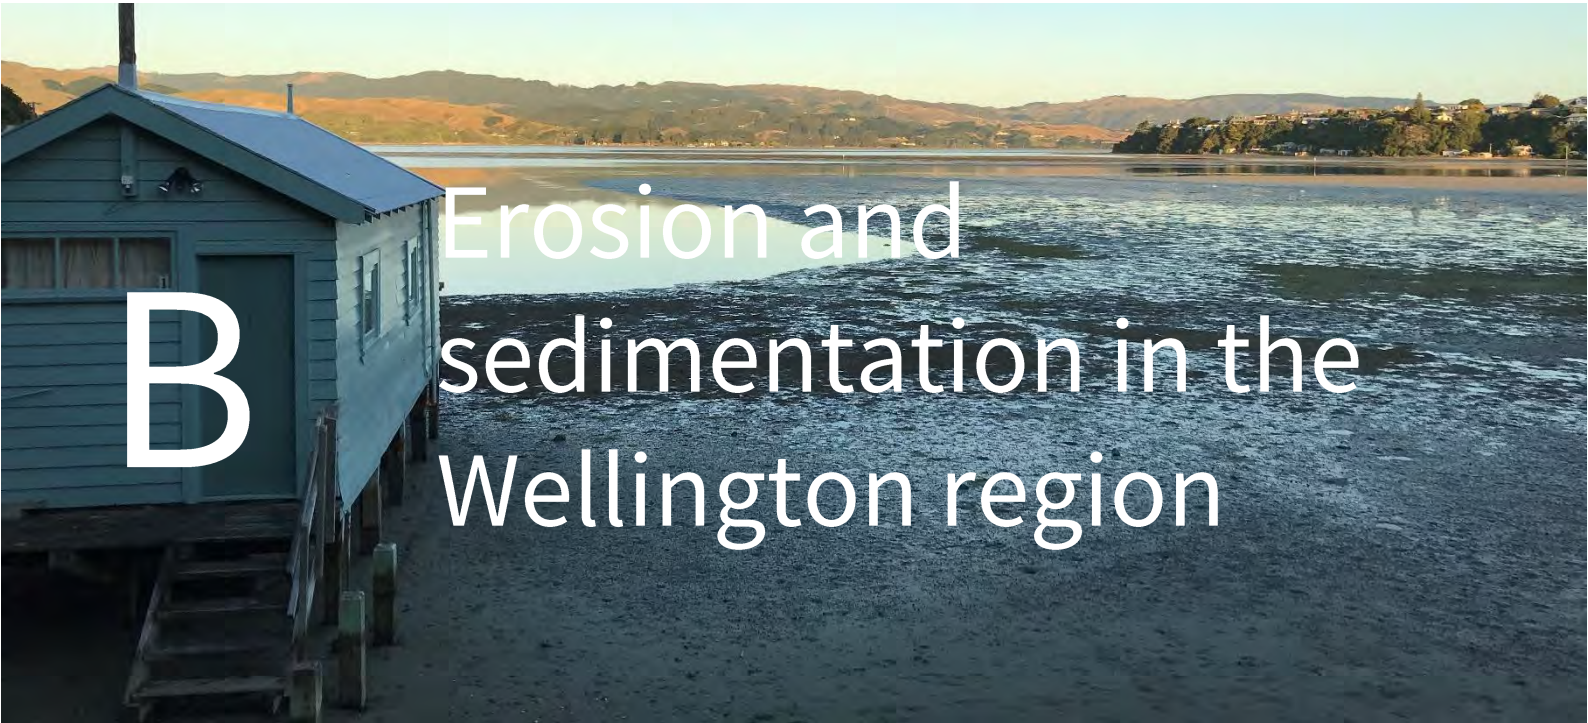 B
Erosion and
sedimentation in the
Wellington region